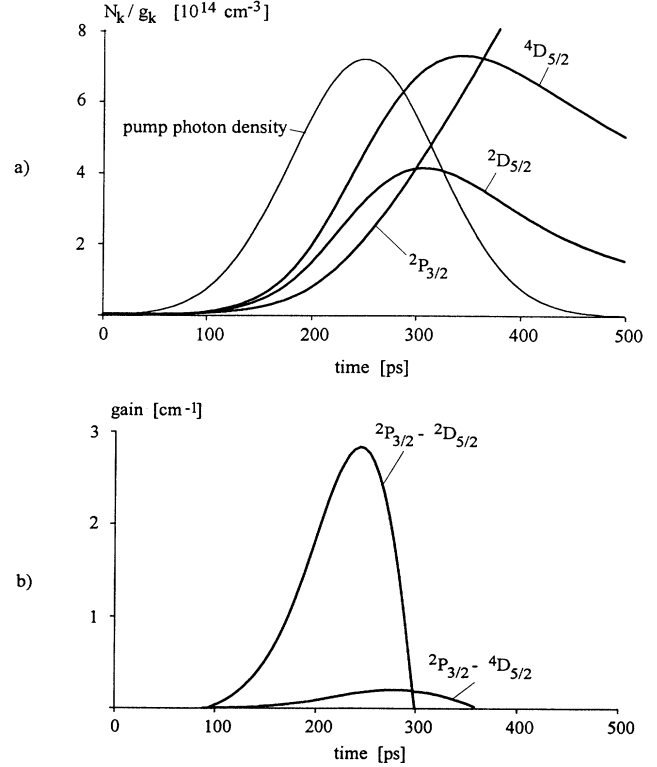 N_k / g_k [10^14 cm^-3]
8
6
4
2
a)
pump photon density
^4D_5/2
^2D_5/2
^2P_3/2
0 100 200 300 400 500
time [ps]
gain [cm^-1]
3
2
1
b)
^2P_3/2 - ^2D_5/2
^2P_3/2 - ^4D_5/2
0 100 200 300 400 500
time [ps]